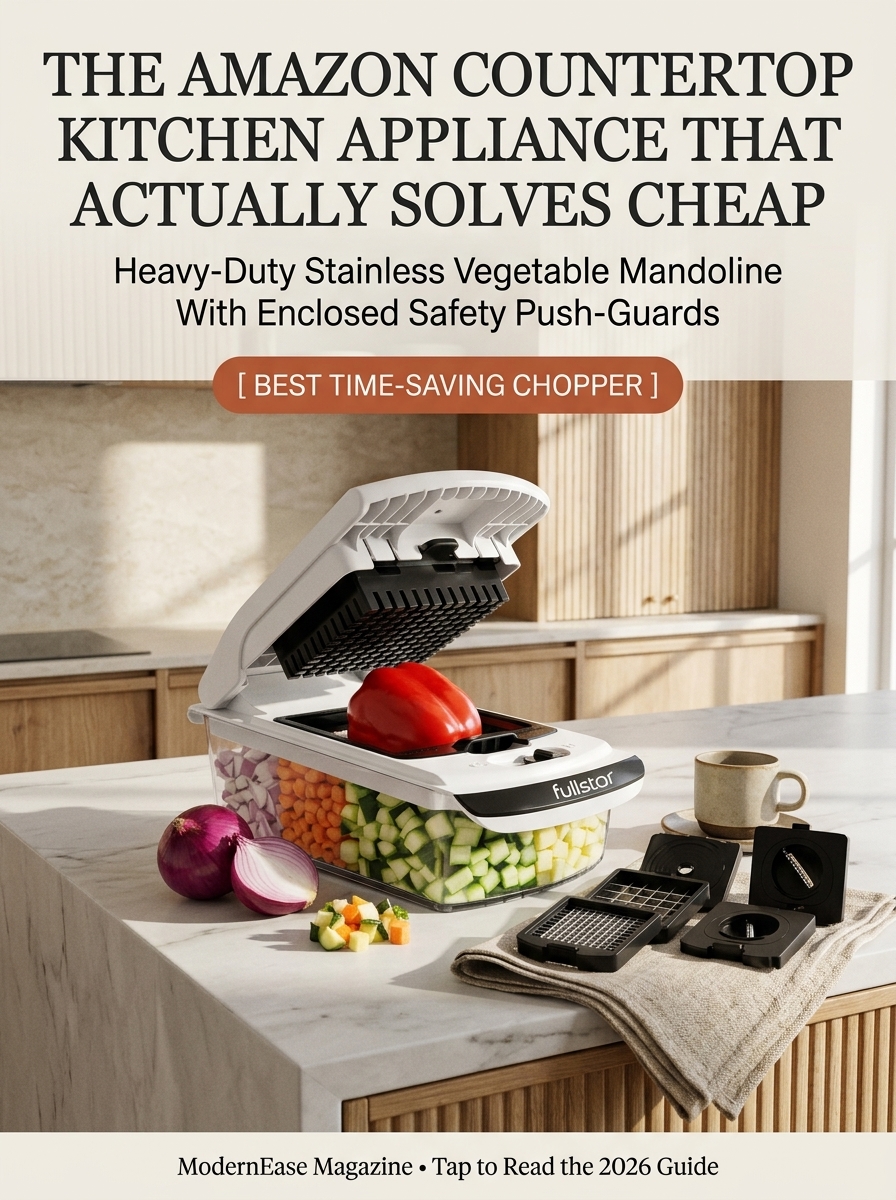 THE AMAZON COUNTERTOP
KITCHEN APPLIANCE THAT
ACTUALLY SOLVES CHEAP
Heavy-Duty Stainless Vegetable Mandoline
With Enclosed Safety Push-Guards
[ BEST TIME-SAVING CHOPPER ]
fullstor
ModernEase Magazine • Tap to Read the 2026 Guide